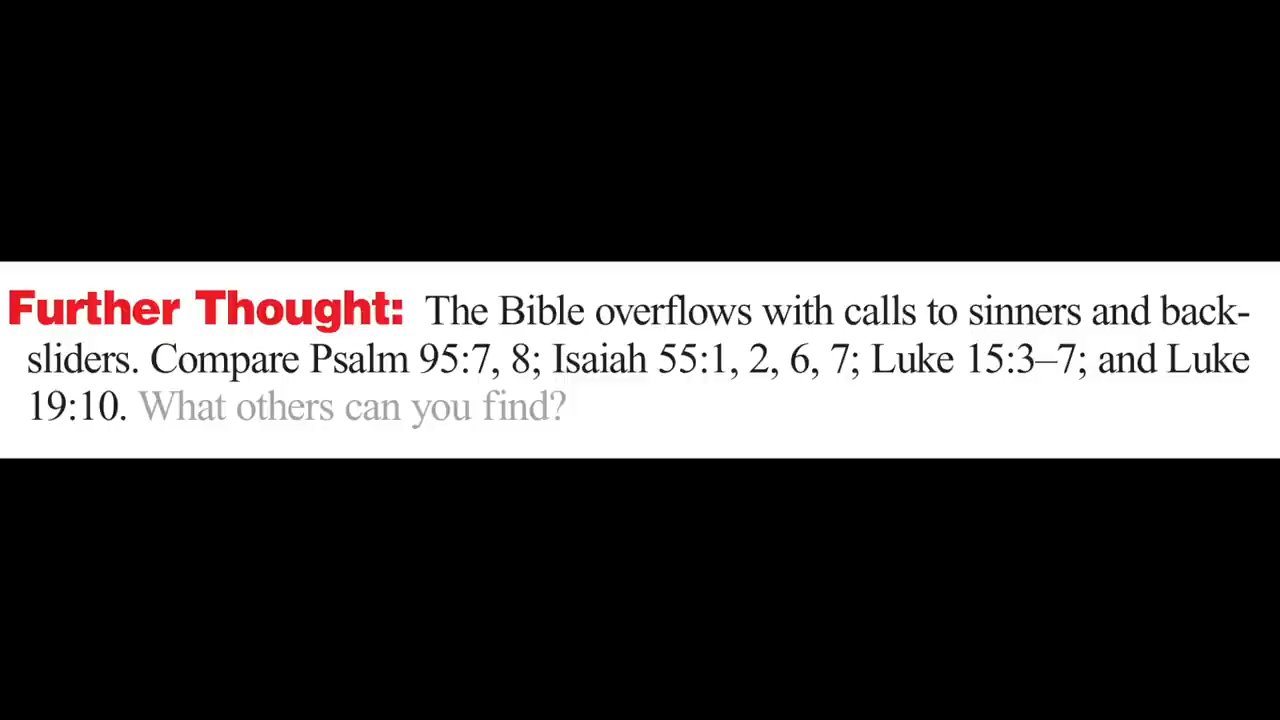 Further Thought: The Bible overflows with calls to sinners and back-
sliders. Compare Psalm 95:7, 8; Isaiah 55:1, 2, 6, 7; Luke 15:3–7; and Luke
19:10. What others can you find?